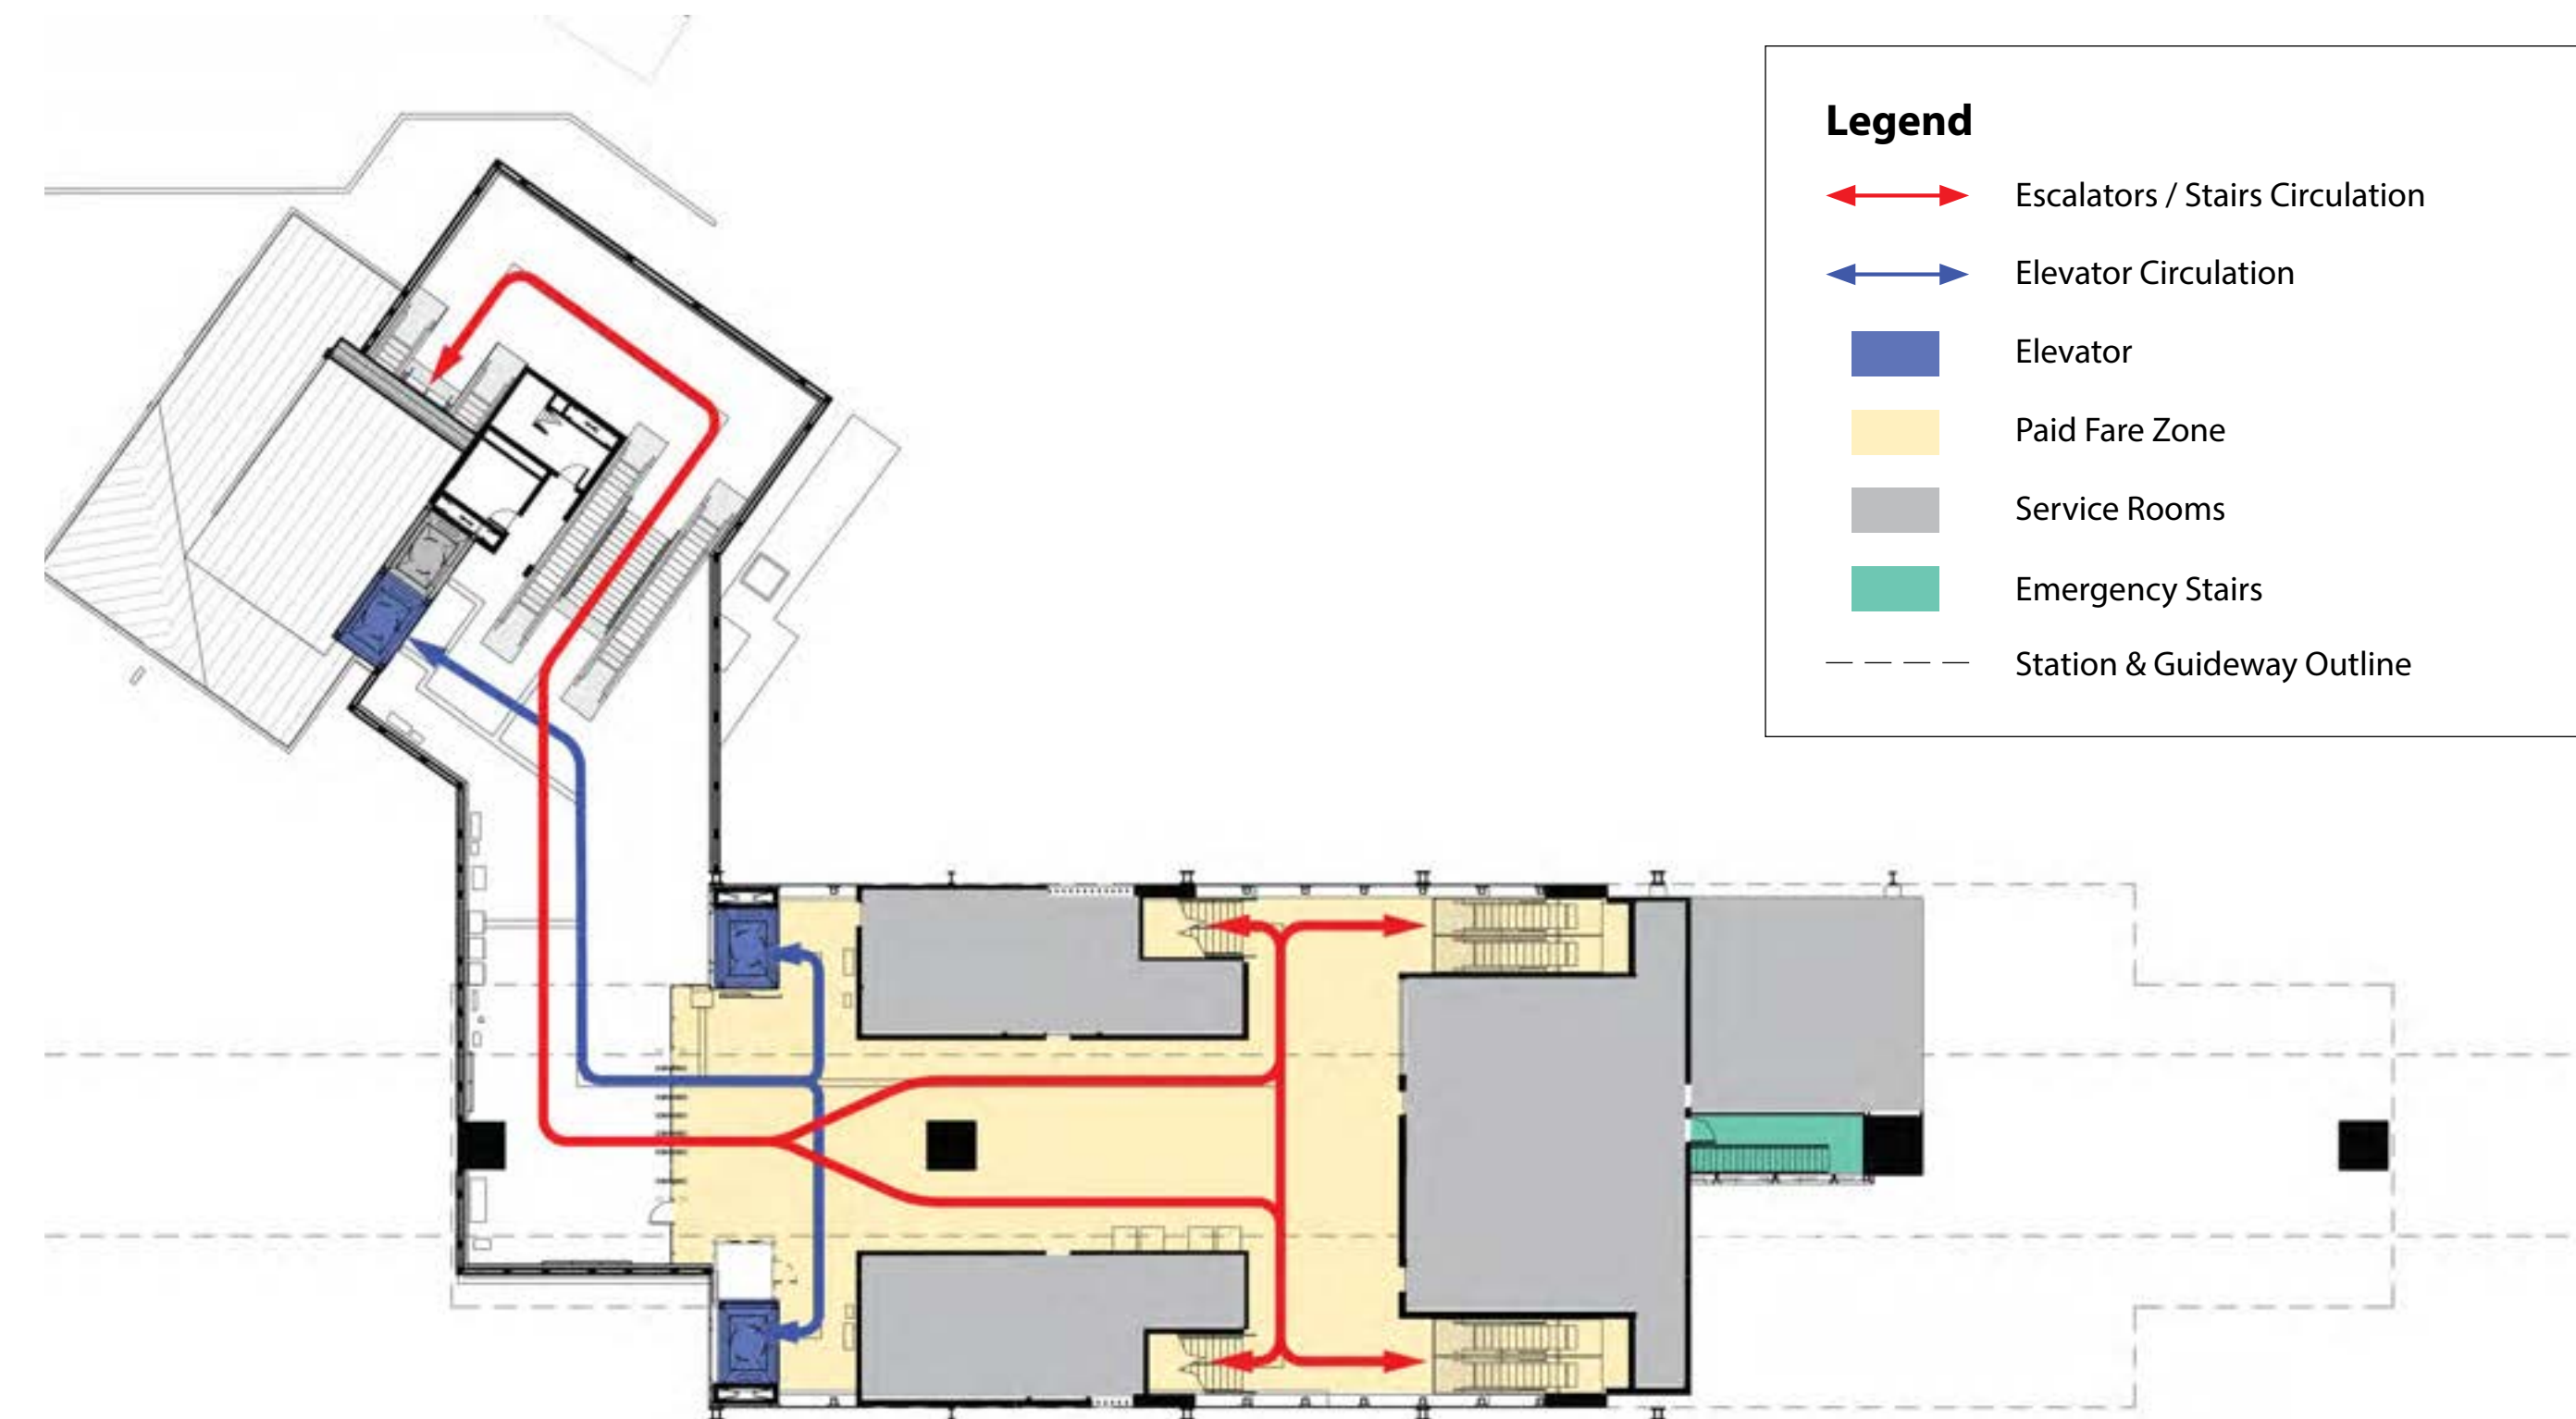 Legend
Escalators / Stairs Circulation
Elevator Circulation
Elevator
Paid Fare Zone
Service Rooms
Emergency Stairs
Station & Guideway Outline